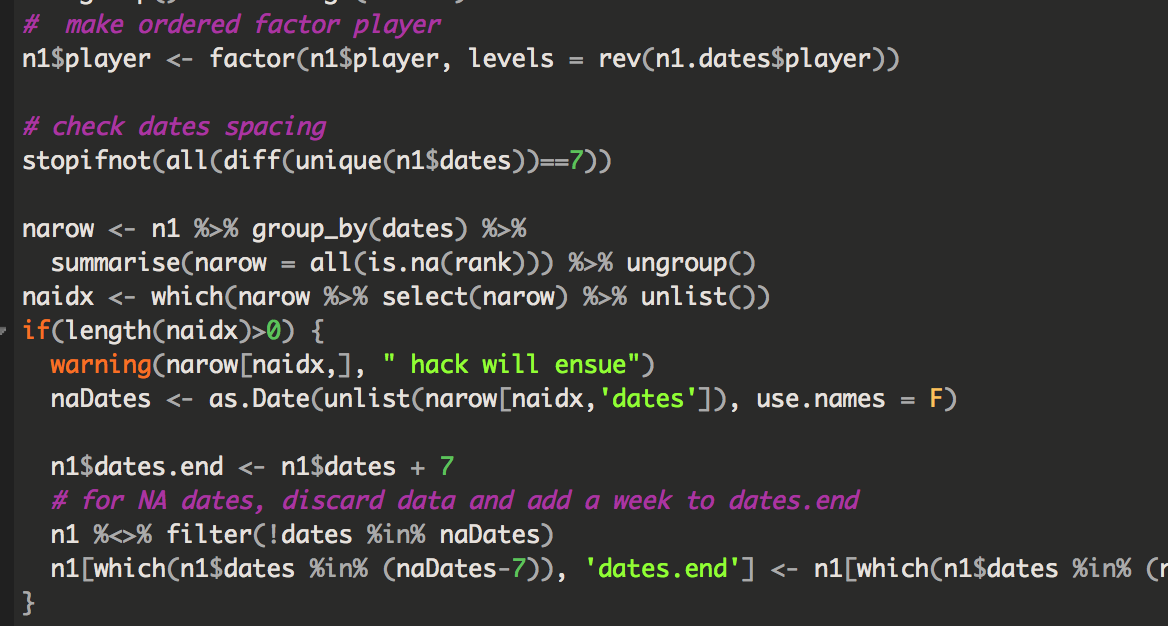 #  make ordered factor player
n1$player <- factor(n1$player, levels = rev(n1.dates$player))
# check dates spacing
stopifnot(all(diff(unique(n1$dates))==7))
narow <- n1 %>% group_by(dates) %>%
  summarise(narow = all(is.na(rank))) %>% ungroup()
naidx <- which(narow %>% select(narow) %>% unlist())
if(length(naidx)>0) {
  warning(narow[naidx,], " hack will ensue")
  naDates <- as.Date(unlist(narow[naidx,'dates']), use.names = F)
  n1$dates.end <- n1$dates + 7
  # for NA dates, discard data and add a week to dates.end
  n1 %<>% filter(!dates %in% naDates)
  n1[which(n1$dates %in% (naDates-7)), 'dates.end'] <- n1[which(n1$dates %in% (
}